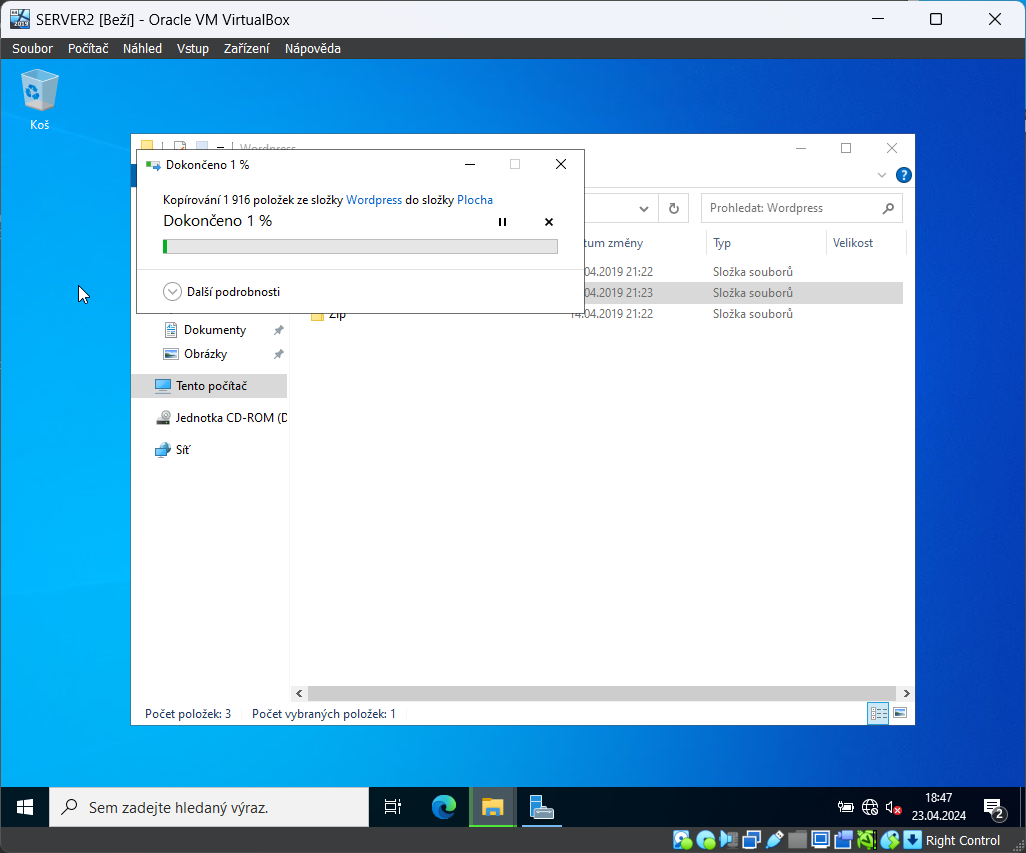 SERVER2 [Beží] - Oracle VM VirtualBox
Soubor Počítač Náhled Vstup Zařízení Nápověda
Koš
Wordpress
Dokončeno 1 %
Kopírování 1 916 položek ze složky Wordpress do složky Plocha
Dokončeno 1 %
Další podrobnosti
Prohledat: Wordpress
tum změny Typ Velikost
.04.2019 21:22 Složka souborů
.04.2019 21:23 Složka souborů
Zip 14.04.2019 21:22 Složka souborů
Dokumenty
Obrázky
Tento počítač
Jednotka CD-ROM (D
Síť
Počet položek: 3 Počet vybraných položek: 1
Sem zadejte hledaný výraz.
18:47
23.04.2024
2
Right Control